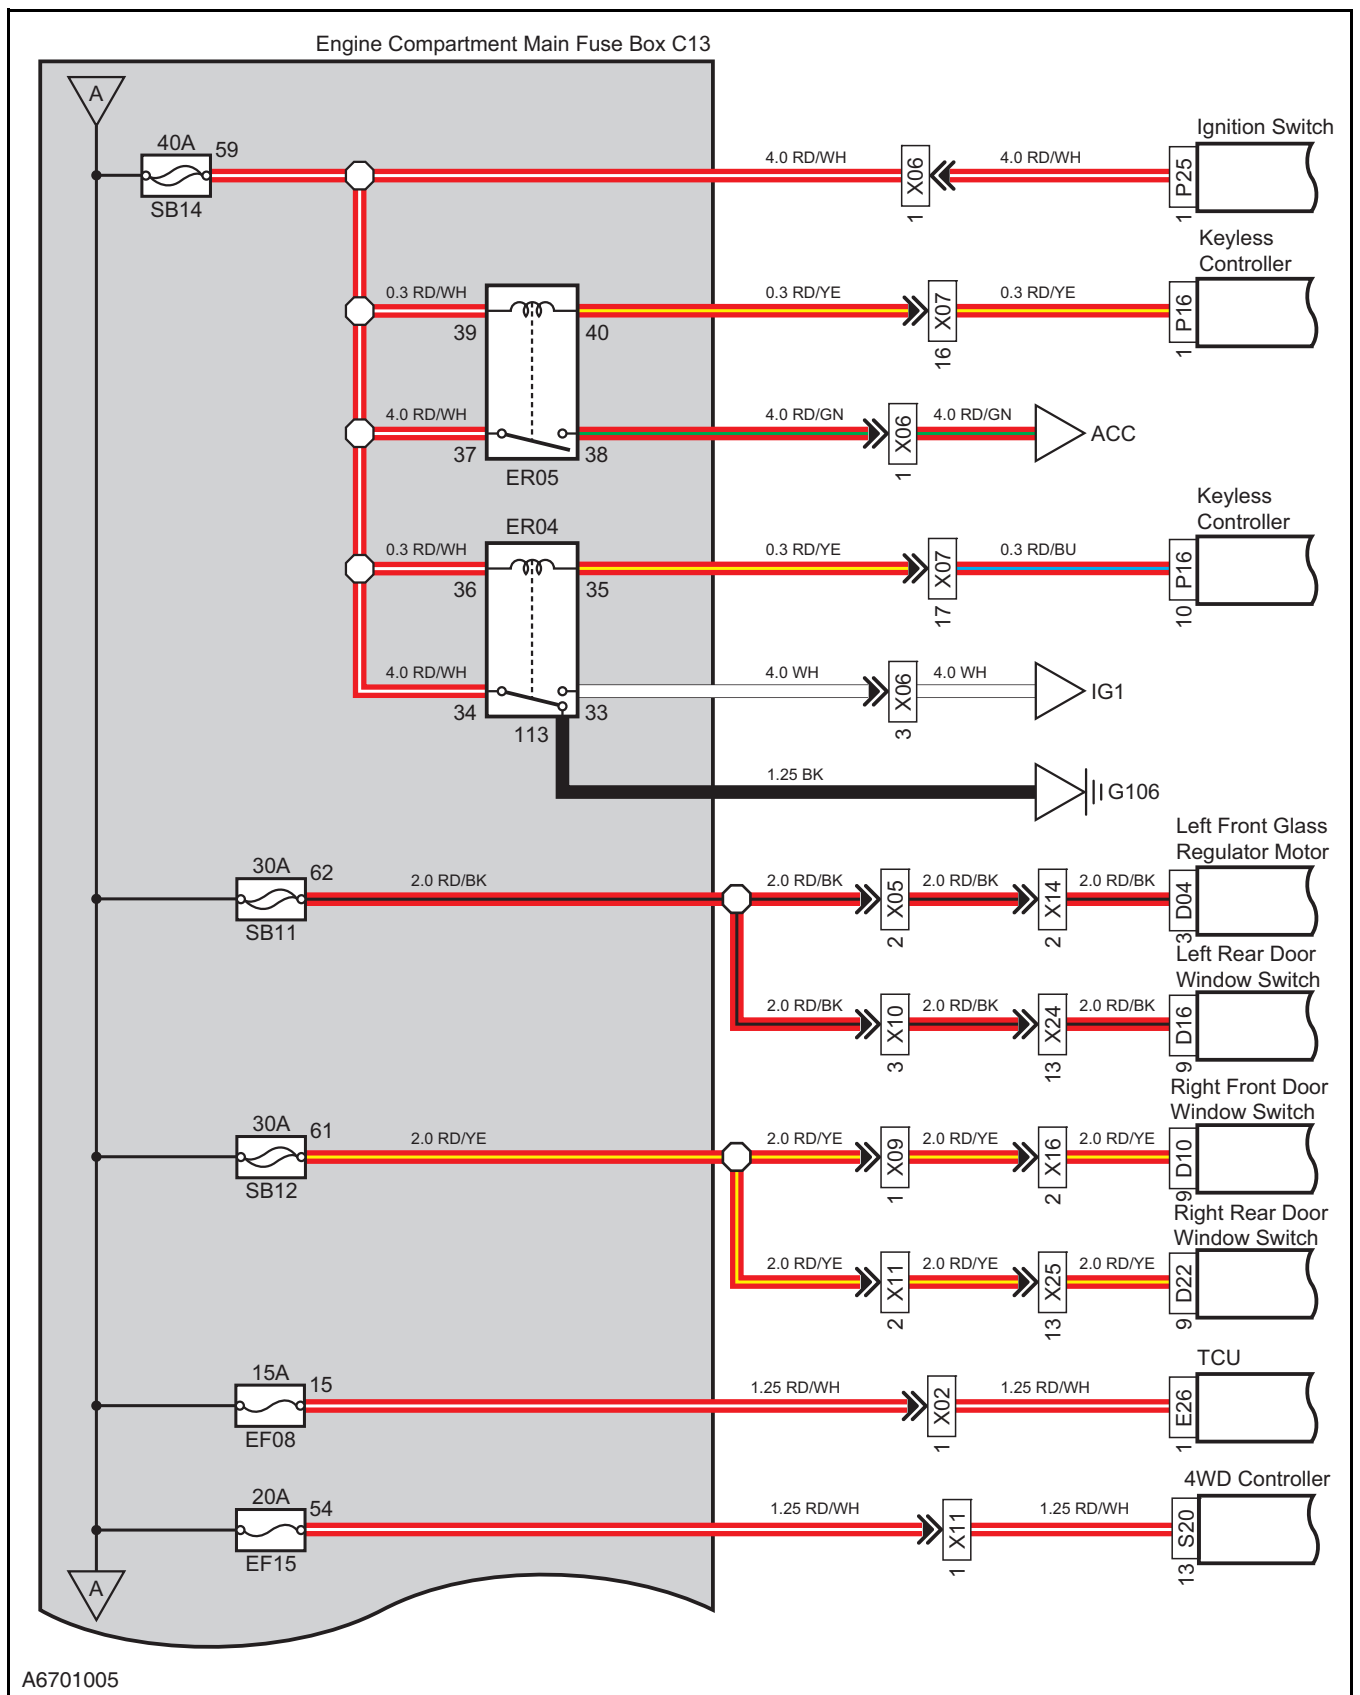 Engine Compartment Main Fuse Box C13
A
40A
59
SB14
4.0 RD/WH
X06
1
4.0 RD/WH
Ignition Switch
P25
1
Keyless
Controller
0.3 RD/WH
39
40
0.3 RD/YE
X07
16
0.3 RD/YE
P16
1
4.0 RD/WH
37
38
ER05
4.0 RD/GN
X06
1
4.0 RD/GN
ACC
Keyless
Controller
ER04
0.3 RD/WH
36
35
0.3 RD/YE
X07
17
0.3 RD/BU
P16
10
4.0 RD/WH
34
33
113
4.0 WH
X06
3
4.0 WH
IG1
1.25 BK
G106
Left Front Glass
Regulator Motor
30A
62
SB11
2.0 RD/BK
2.0 RD/BK
X05
2
2.0 RD/BK
X14
2
2.0 RD/BK
D04
3
Left Rear Door
Window Switch
2.0 RD/BK
X10
3
2.0 RD/BK
X24
13
2.0 RD/BK
D16
9
Right Front Door
Window Switch
30A
61
SB12
2.0 RD/YE
2.0 RD/YE
X09
1
2.0 RD/YE
X16
2
2.0 RD/YE
D10
9
Right Rear Door
Window Switch
2.0 RD/YE
X11
2
2.0 RD/YE
X25
13
2.0 RD/YE
D22
9
TCU
15A
15
EF08
1.25 RD/WH
X02
1
1.25 RD/WH
E26
1
4WD Controller
20A
54
EF15
1.25 RD/WH
X11
1
1.25 RD/WH
S20
13
A
A6701005